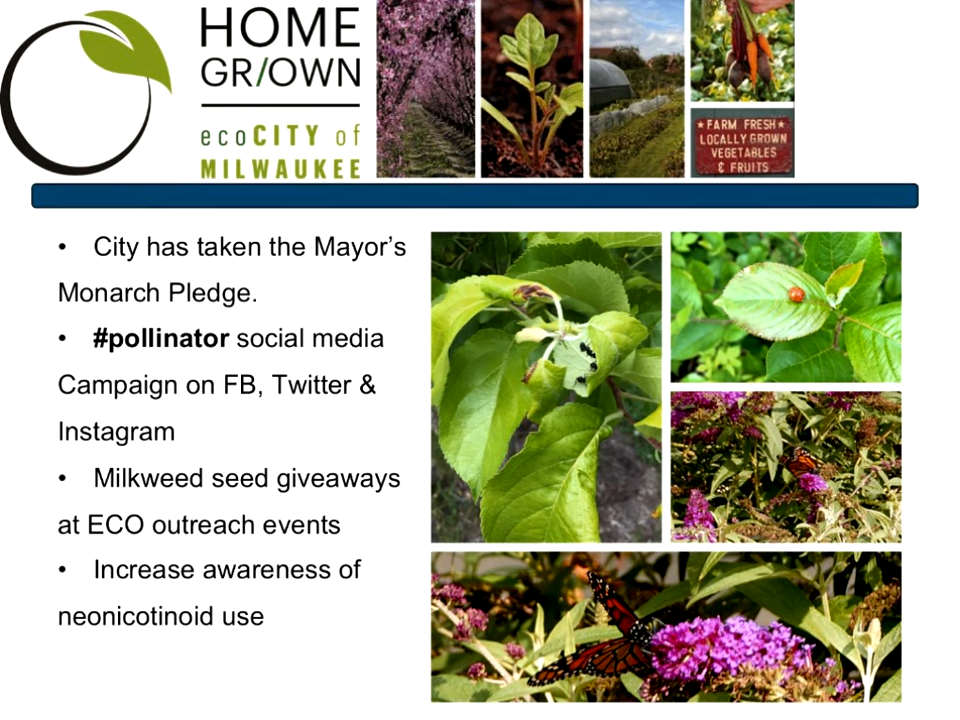 HOME
GR/OWN
ecoCITY of
MILWAUKEE
★ FARM FRESH ★
LOCALLY GROWN
VEGETABLES
& FRUITS
• City has taken the Mayor’s
Monarch Pledge.
• #pollinator social media
Campaign on FB, Twitter &
Instagram
• Milkweed seed giveaways
at ECO outreach events
• Increase awareness of
neonicotinoid use